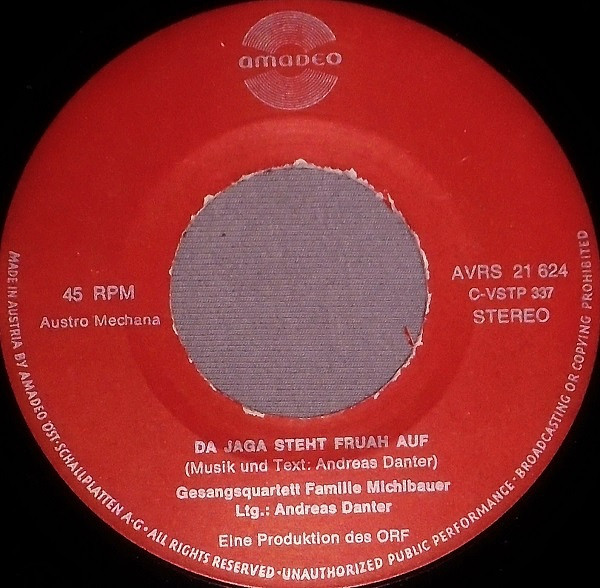 amadeo
45 RPM
Austro Mechana
AVRS 21 624
C-VSTP 337
STEREO
DA JAGA STEHT FRUAH AUF
(Musik und Text: Andreas Danter)
Gesangsquartett Familie Michlbauer
Ltg.: Andreas Danter
Eine Produktion des ORF
MADE IN AUSTRIA BY AMADEO ÖST. SCHALLPLATTEN A·G · ALL RIGHTS RESERVED · UNAUTHORIZED PUBLIC PERFORMANCE · BROADCASTING OR COPYING PROHIBITED